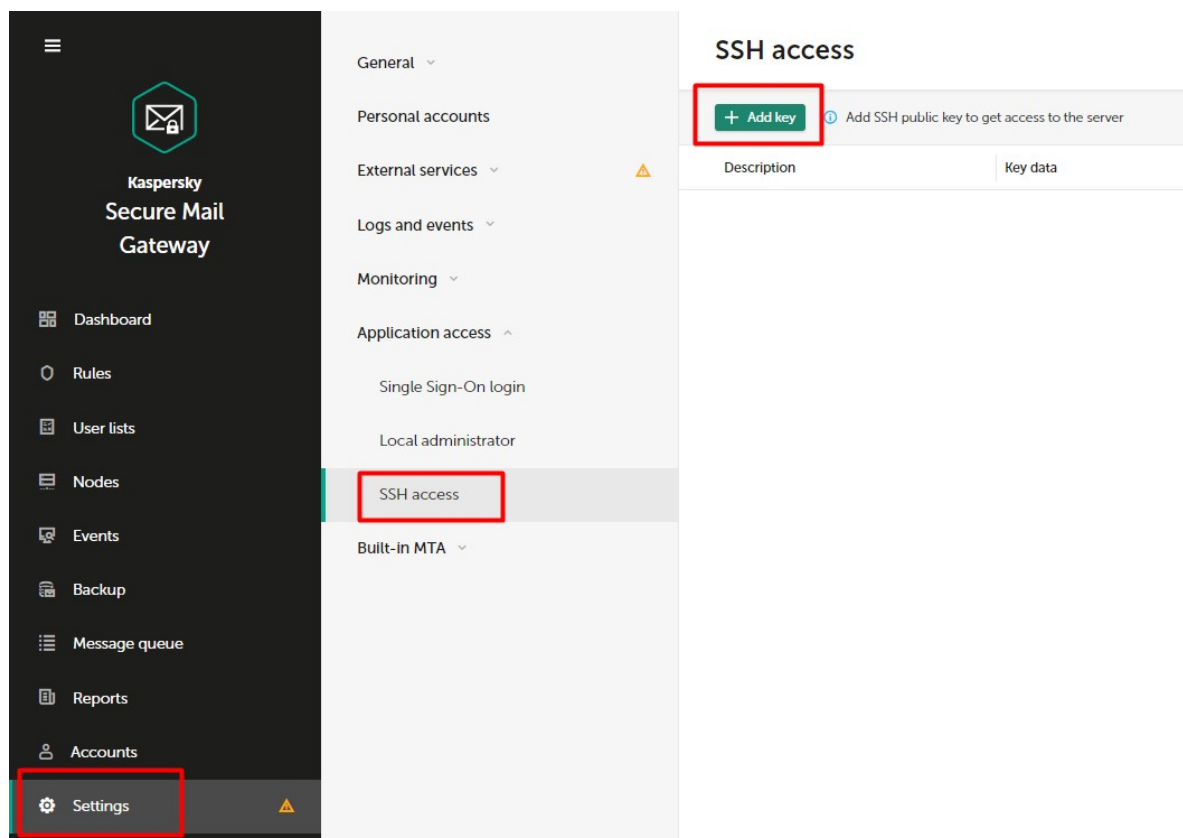 Kaspersky
Secure Mail
Gateway
Dashboard
Rules
User lists
Nodes
Events
Backup
Message queue
Reports
Accounts
Settings
General
Personal accounts
External services
Logs and events
Monitoring
Application access
Single Sign-On login
Local administrator
SSH access
Built-in MTA
SSH access
+ Add key
Add SSH public key to get access to the server
Description Key data